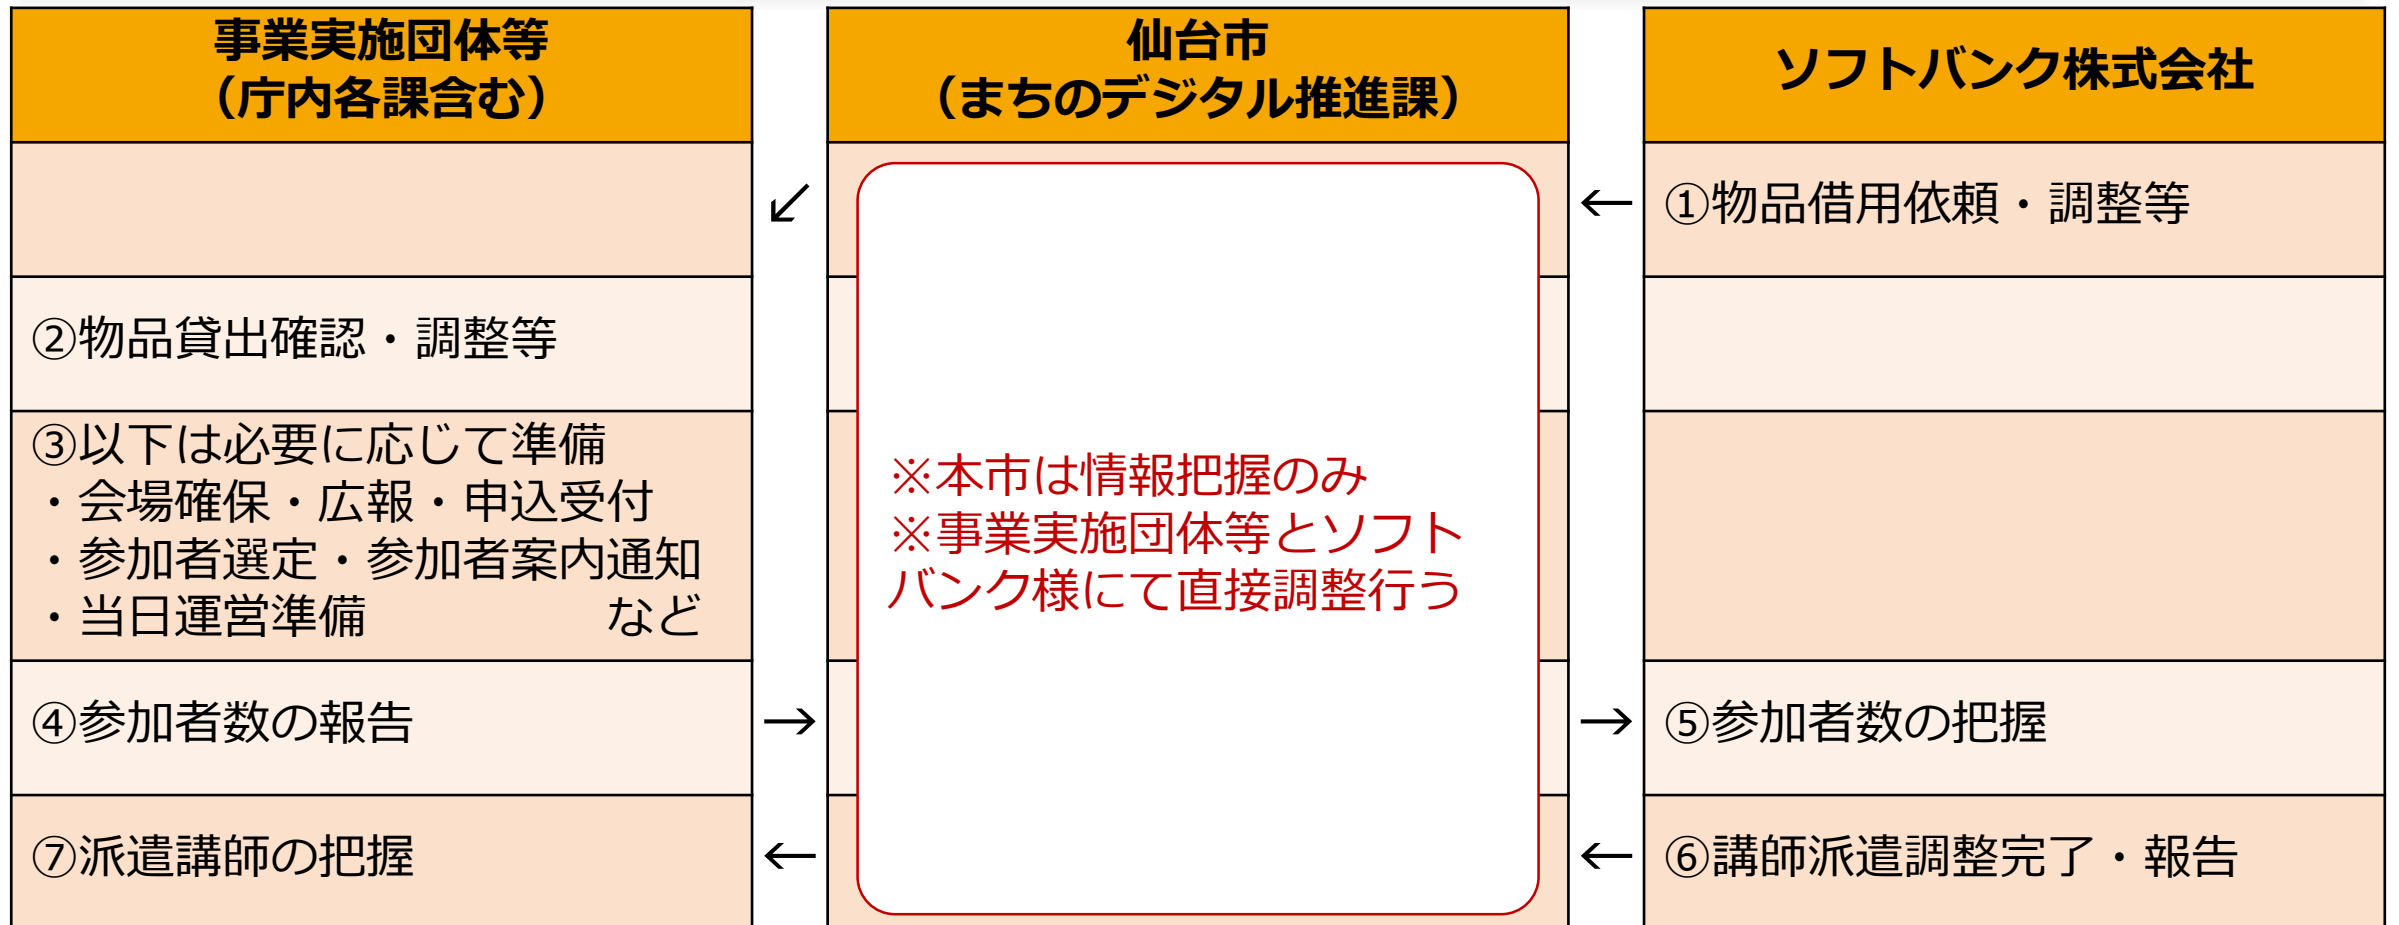 事業実施団体等
（庁内各課含む）
仙台市
（まちのデジタル推進課）
ソフトバンク株式会社
↙
←
①物品借用依頼・調整等
②物品貸出確認・調整等
③以下は必要に応じて準備
・会場確保・広報・申込受付
・参加者選定・参加者案内通知
・当日運営準備　　　　　など
※本市は情報把握のみ
※事業実施団体等とソフト
バンク様にて直接調整行う
④参加者数の報告
→
→
⑤参加者数の把握
⑦派遣講師の把握
←
←
⑥講師派遣調整完了・報告